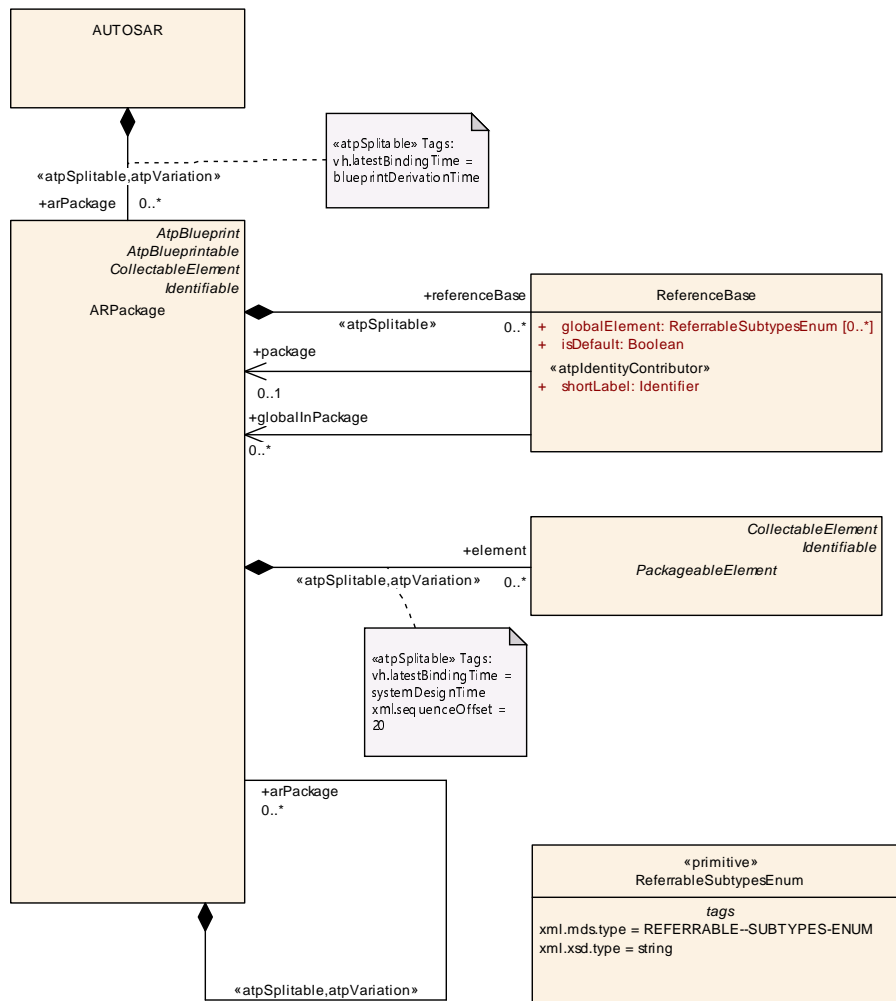 AUTOSAR
«atpSplitable» Tags:
vh.latestBindingTime =
blueprintDerivationTime
«atpSplitable,atpVariation»
+arPackage 0..*
AtpBlueprint
AtpBlueprintable
CollectableElement
Identifiable
ARPackage
+referenceBase
«atpSplitable» 0..*
ReferenceBase
+ globalElement: ReferrableSubtypesEnum [0..*]
+ isDefault: Boolean
«atpIdentityContributor»
+ shortLabel: Identifier
+package
0..1
+globalInPackage
0..*
+element
«atpSplitable,atpVariation» 0..*
CollectableElement
Identifiable
PackageableElement
«atpSplitable» Tags:
vh.latestBindingTime =
systemDesignTime
xml.sequenceOffset =
20
+arPackage
0..*
«atpSplitable,atpVariation»
«primitive»
ReferrableSubtypesEnum
tags
xml.mds.type = REFERRABLE--SUBTYPES-ENUM
xml.xsd.type = string